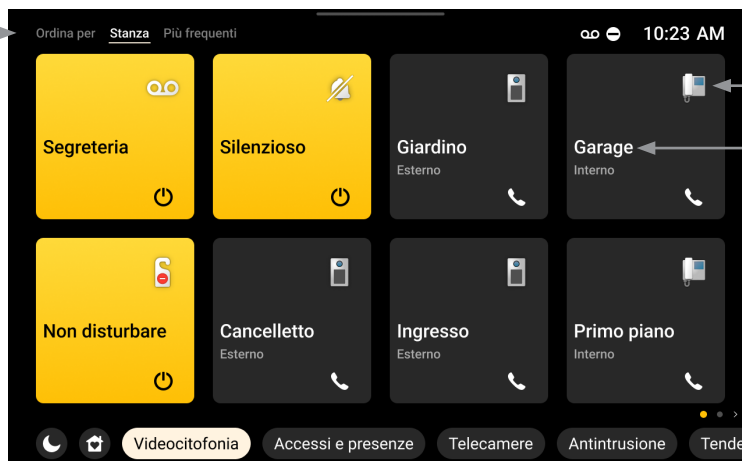 Ordina per Stanza Più frequenti 10:23 AM
Segreteria Silenzioso Giardino Garage
Esterno Interno
Non disturbare Cancelletto Ingresso Primo piano
Esterno Esterno Interno
Videocitofonia Accessi e presenze Telecamere Antintrusione Tende